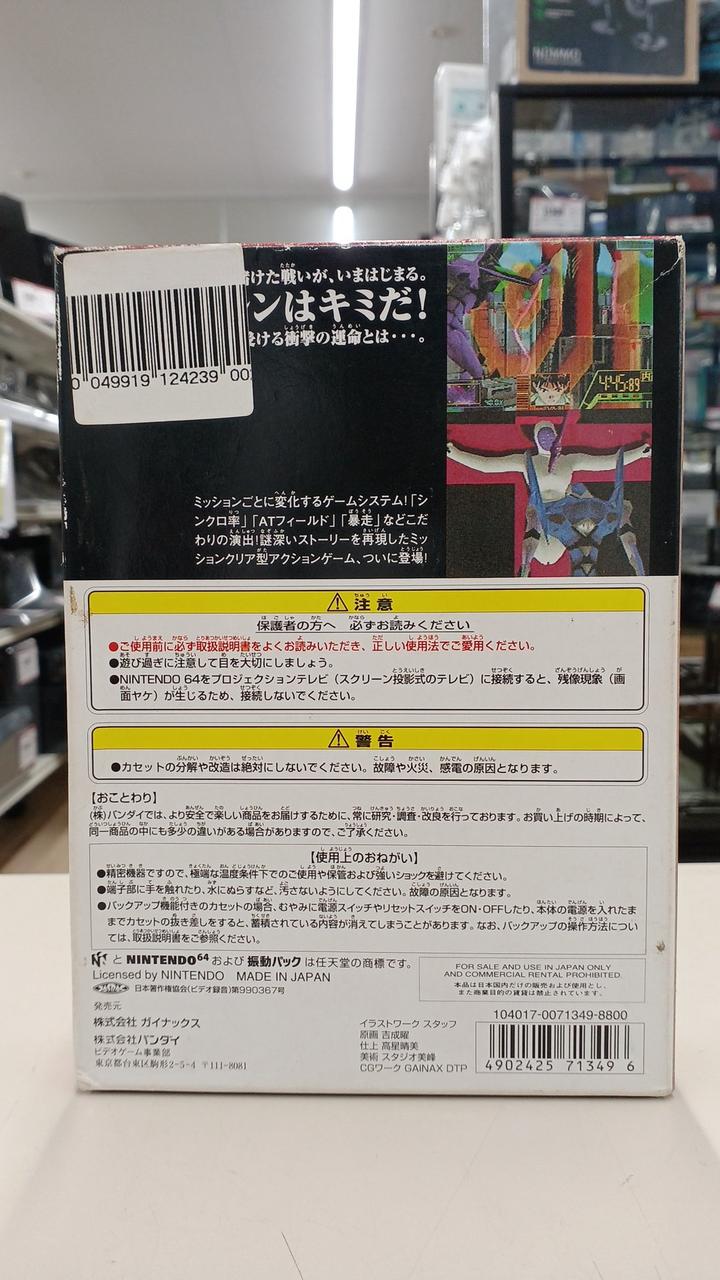 けた戦いが、いまはじまる。
ンはキミだ!
ける衝撃の運命とは・・・。
0 049919 124239 00
4:45:89
ミッションごとに変化するゲームシステム!「シ
ンクロ率」「ATフィールド」「暴走」などこだ
わりの演出!謎深いストーリーを再現したミッ
ションクリア型アクションゲーム、ついに登場!
⚠注意
保護者の方へ 必ずお読みください
●ご使用前に必ず取扱説明書をよくお読みいただき、正しい使用法でご愛用ください。
●遊び過ぎに注意して目を大切にしましょう。
●NINTENDO 64をプロジェクションテレビ(スクリーン投影式のテレビ)に接続すると、残像現象(画
面ヤケ)が生じるため、接続しないでください。
⚠警告
●カセットの分解や改造は絶対にしないでください。故障や火災、感電の原因となります。
【おことわり】
(株)バンダイでは、より安全で楽しい商品をお届けするために、常に研究・調査・改良を行っております。お買い上げの時期によって、
同一商品の中にも多少の違いがある場合がありますので、ご了承ください。
【使用上のおねがい】
●精密機器ですので、極端な温度条件下でのご使用や保管および強いショックを避けてください。
●端子部に手を触れたり、水にぬらすなど、汚さないようにしてください。故障の原因となります。
●バックアップ機能付きのカセットの場合、むやみに電源スイッチやリセットスイッチをON・OFFしたり、本体の電源を入れたま
までカセットの抜き差しをすると、蓄積されている内容が消えてしまうことがあります。なお、バックアップの操作方法につい
ては、取扱説明書をご参照ください。
と NINTENDO64 および 振動パック は任天堂の商標です。
Licensed by NINTENDO MADE IN JAPAN
日本著作権協会(ビデオ録音)第990367号
FOR SALE AND USE IN JAPAN ONLY
AND COMMERCIAL RENTAL PROHIBITED.
本品は日本国内だけの販売および使用とし、
また商業目的の賃貸は禁止されています。
発売元
株式会社 ガイナックス
株式会社バンダイ
ビデオゲーム事業部
東京都台東区駒形2-5-4 〒111-8081
イラストワーク スタッフ
原画 吉成曜
仕上 高星晴美
美術 スタジオ美峰
CGワーク GAINAX DTP
104017-0071349-8800
4902425 71349 6